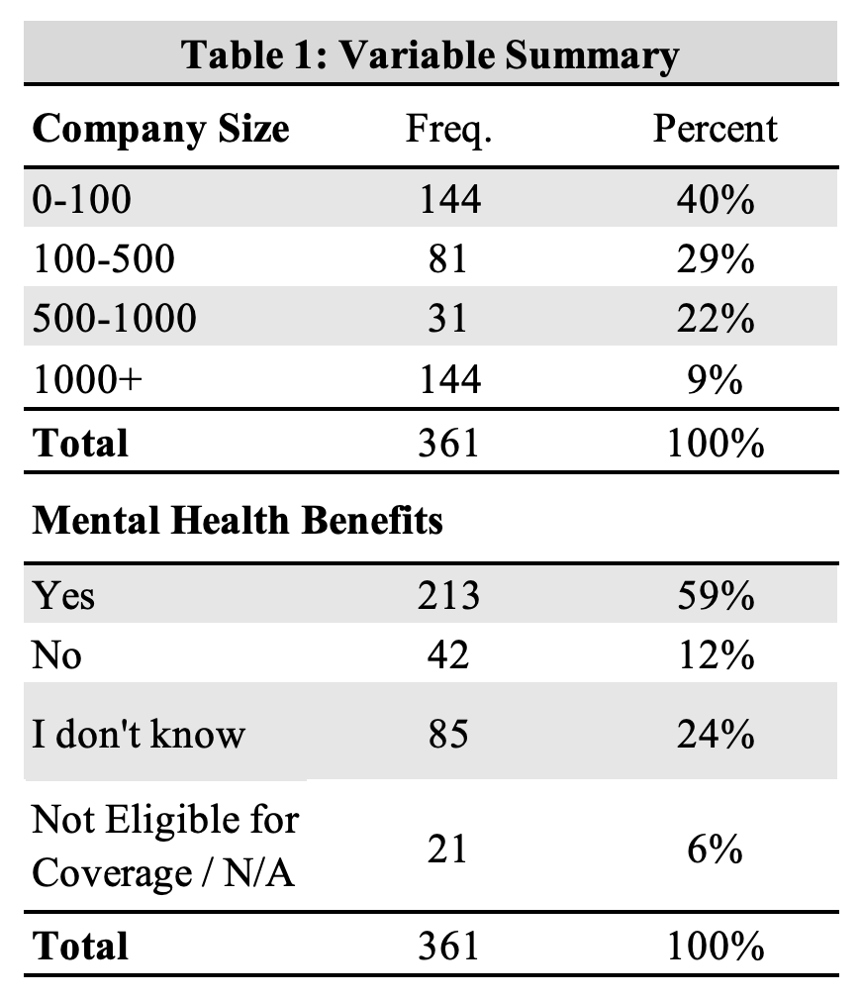 Table 1: Variable Summary
Company Size Freq. Percent
0-100 144 40%
100-500 81 29%
500-1000 31 22%
1000+ 144 9%
Total 361 100%
Mental Health Benefits
Yes 213 59%
No 42 12%
I don't know 85 24%
Not Eligible for
Coverage / N/A 21 6%
Total 361 100%